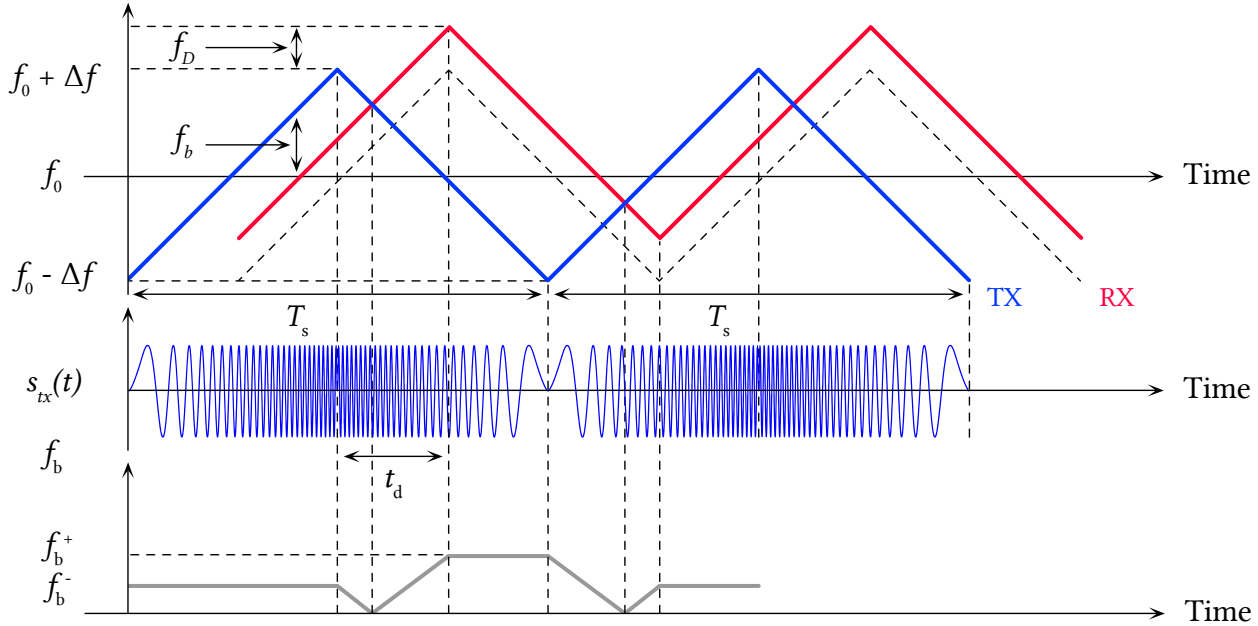 f_D
f_0 + Δf
f_b
f_0
Time
f_0 - Δf
TX
RX
T_s
T_s
s_tx(t)
Time
f_b
t_d
f_b^+
f_b^-
Time